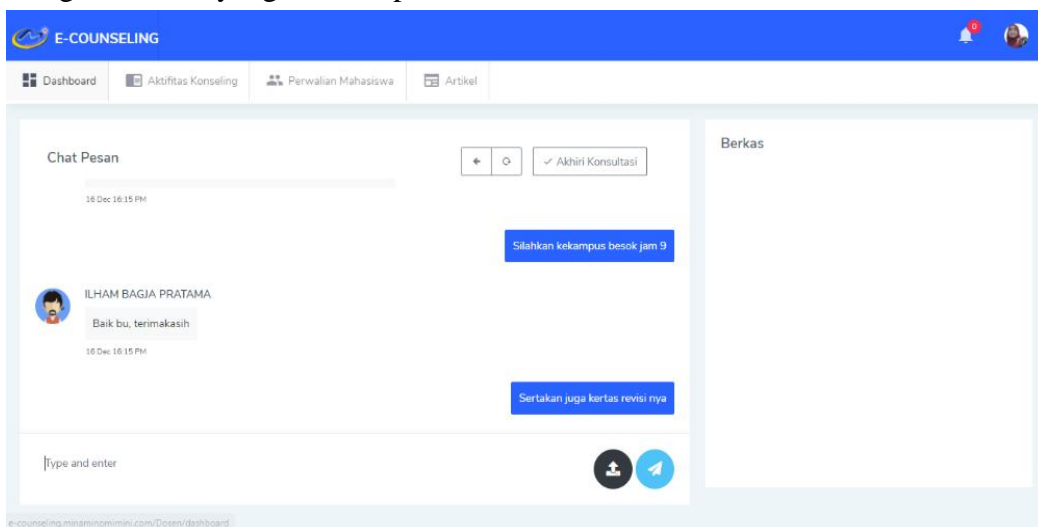 E-COUNSELING
0
Dashboard Aktifitas Konseling Perwalian Mahasiswa Artikel
Chat Pesan
Akhiri Konsultasi
Berkas
16 Dec 16:15 PM
Silahkan kekampus besok jam 9
ILHAM BAGJA PRATAMA
Baik bu, terimakasih
16 Dec 16:15 PM
Sertakan juga kertas revisi nya
Type and enter
e-counseling.minaminomimini.com/Dosen/dashboard